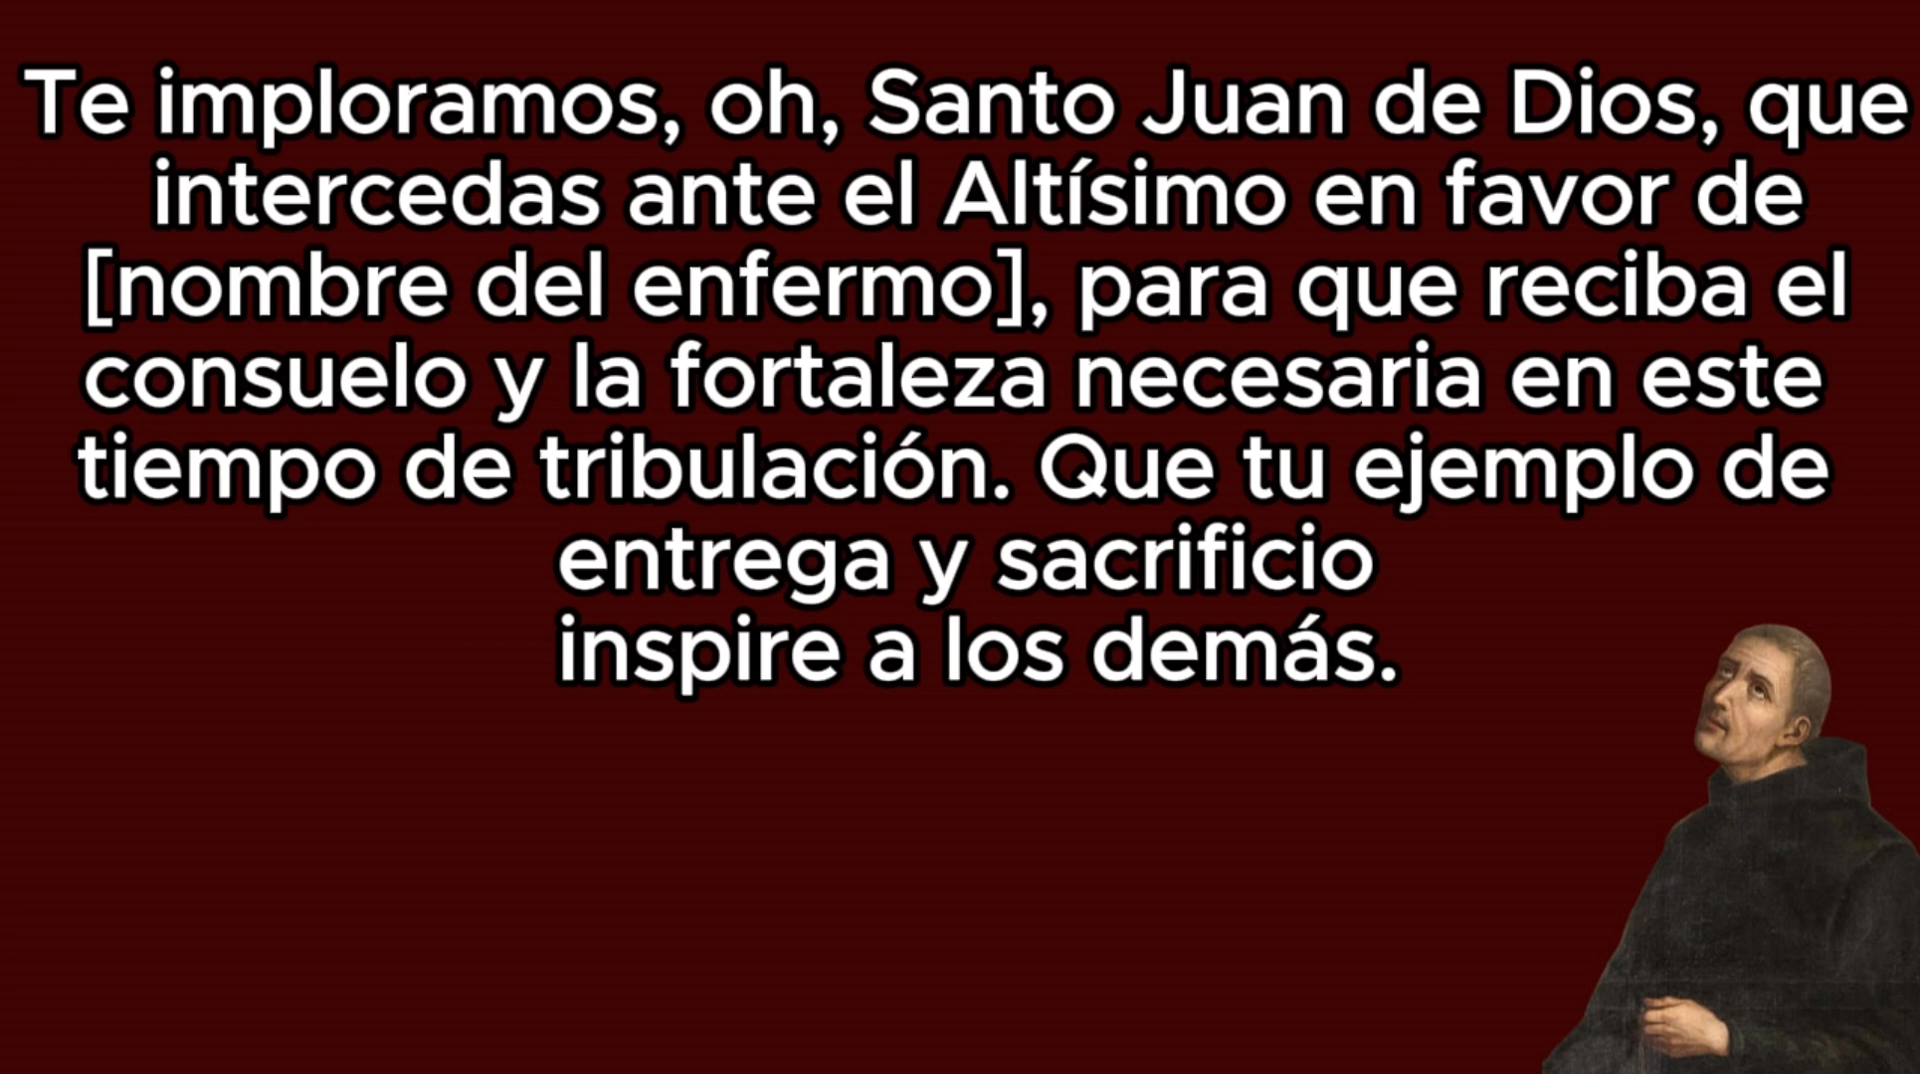 Te imploramos, oh, Santo Juan de Dios, que
intercedas ante el Altísimo en favor de
[nombre del enfermo], para que reciba el
consuelo y la fortaleza necesaria en este
tiempo de tribulación. Que tu ejemplo de
entrega y sacrificio
inspire a los demás.